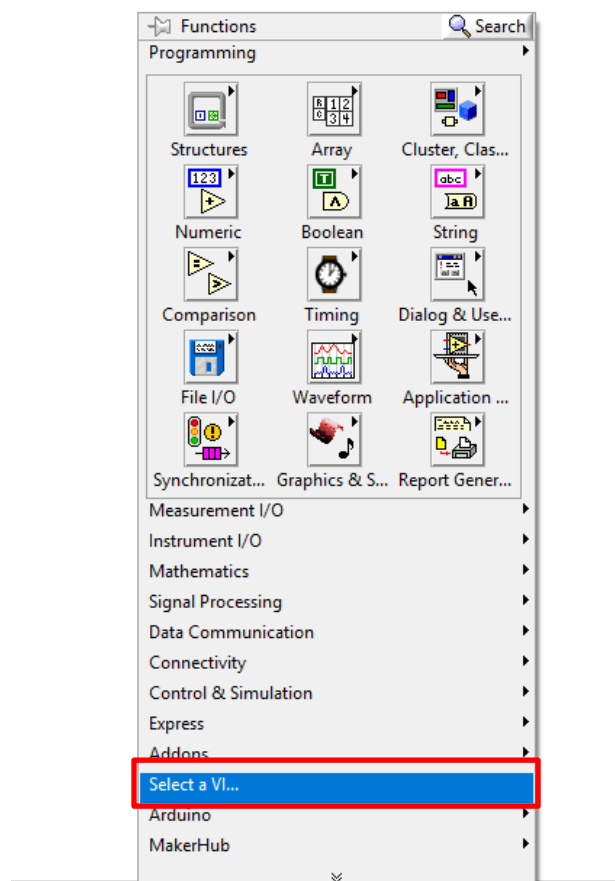 Functions Search
Programming
Structures Array Cluster, Clas...
123 T abc
Numeric Boolean String
Comparison Timing Dialog & Use...
File I/O Waveform Application ...
Synchronizat... Graphics & S... Report Gener...
Measurement I/O
Instrument I/O
Mathematics
Signal Processing
Data Communication
Connectivity
Control & Simulation
Express
Addons
Select a VI...
Arduino
MakerHub